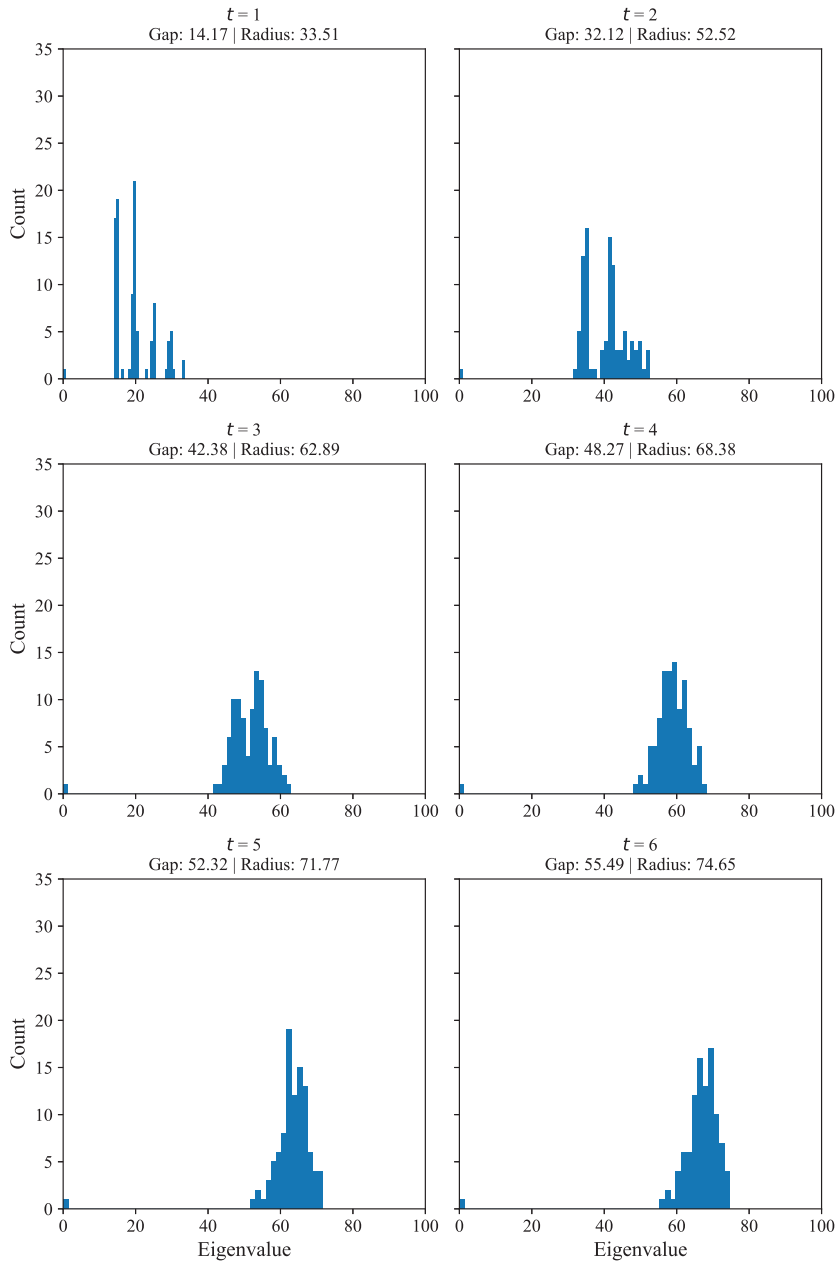 t = 1
Gap: 14.17 | Radius: 33.51
t = 2
Gap: 32.12 | Radius: 52.52
35
30
25
20
15
10
5
0
Count
0 20 40 60 80 100
0 20 40 60 80 100
t = 3
Gap: 42.38 | Radius: 62.89
t = 4
Gap: 48.27 | Radius: 68.38
35
30
25
20
15
10
5
0
Count
0 20 40 60 80 100
0 20 40 60 80 100
t = 5
Gap: 52.32 | Radius: 71.77
t = 6
Gap: 55.49 | Radius: 74.65
35
30
25
20
15
10
5
0
Count
0 20 40 60 80 100
0 20 40 60 80 100
Eigenvalue
Eigenvalue